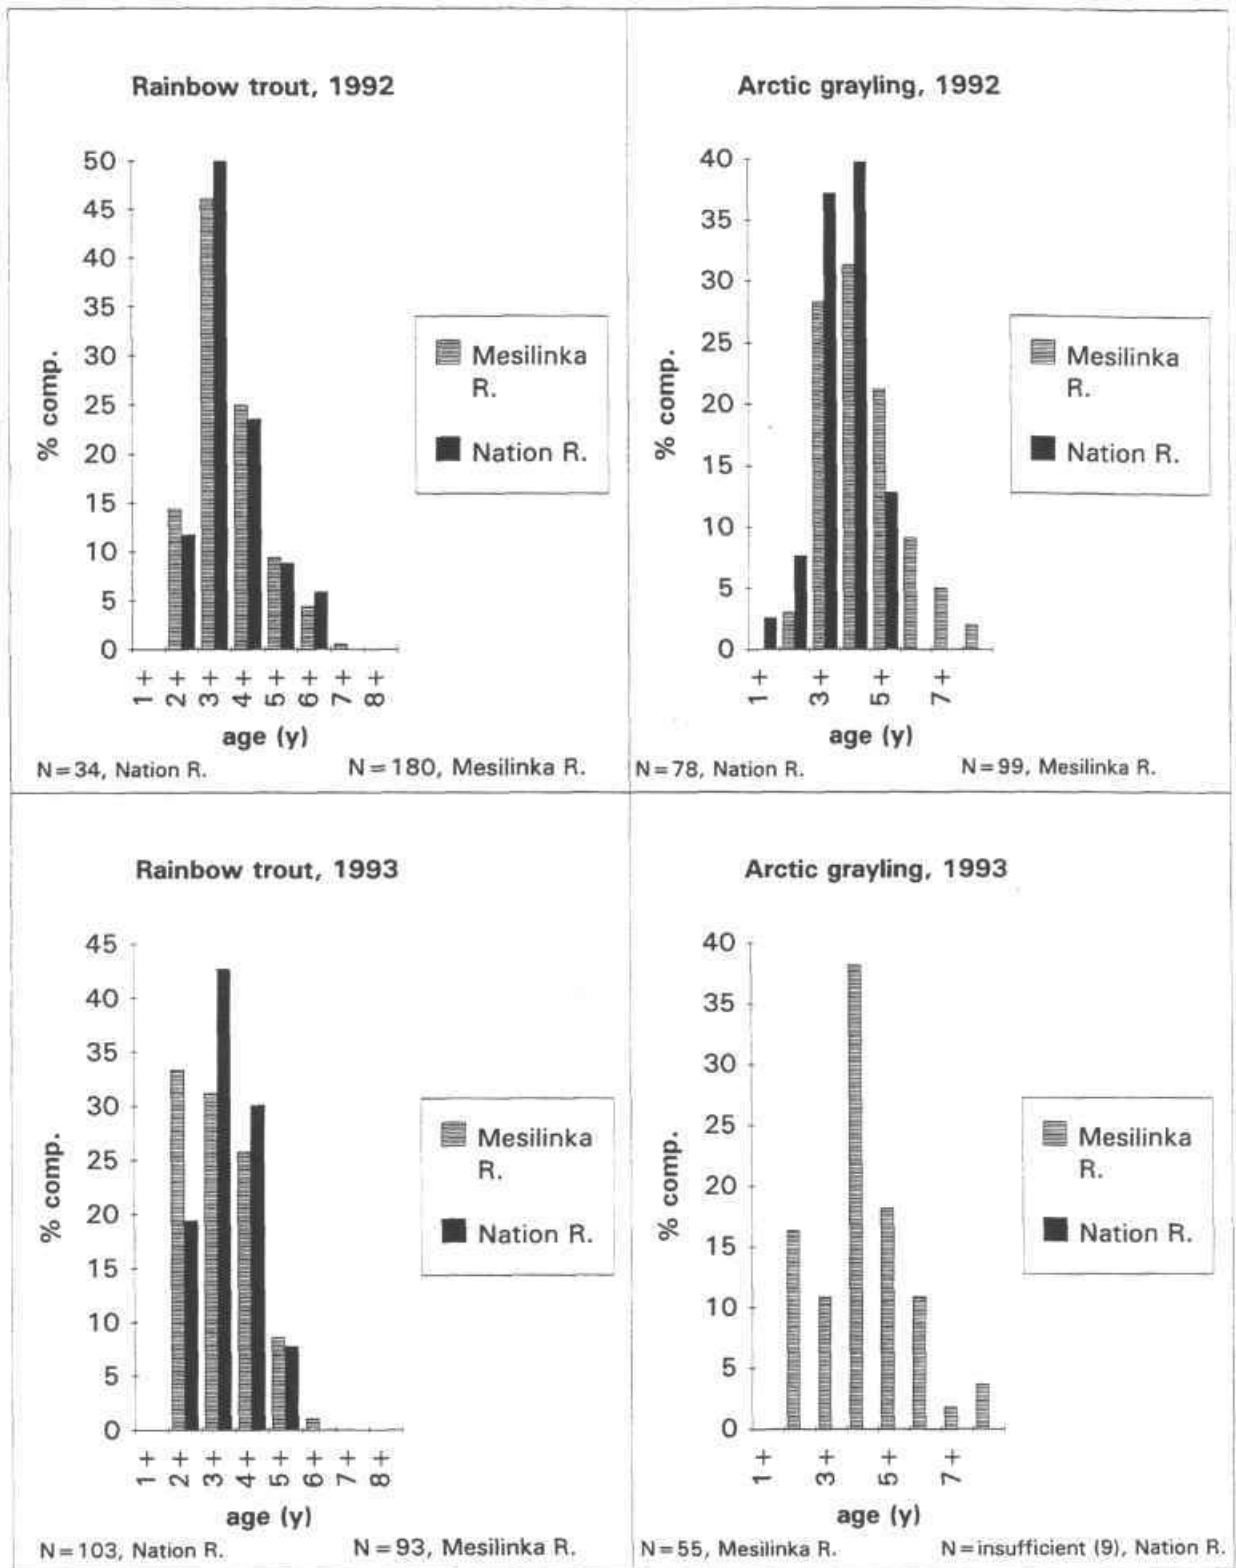 Rainbow trout, 1992
50
45
40
35
30
25
20
15
10
5
0
% comp.
1+
2+
3+
4+
5+
6+
7+
8+
age (y)
Mesilinka
R.
Nation R.
N=34, Nation R.
N=180, Mesilinka R.
Arctic grayling, 1992
40
35
30
25
20
15
10
5
0
% comp.
1+
3+
5+
7+
age (y)
Mesilinka
R.
Nation R.
N=78, Nation R.
N=99, Mesilinka R.
Rainbow trout, 1993
45
40
35
30
25
20
15
10
5
0
% comp.
1+
2+
3+
4+
5+
6+
7+
8+
age (y)
Mesilinka
R.
Nation R.
N=103, Nation R.
N=93, Mesilinka R.
Arctic grayling, 1993
40
35
30
25
20
15
10
5
0
% comp.
1+
3+
5+
7+
age (y)
Mesilinka
R.
Nation R.
N=55, Mesilinka R.
N=insufficient (9), Nation R.